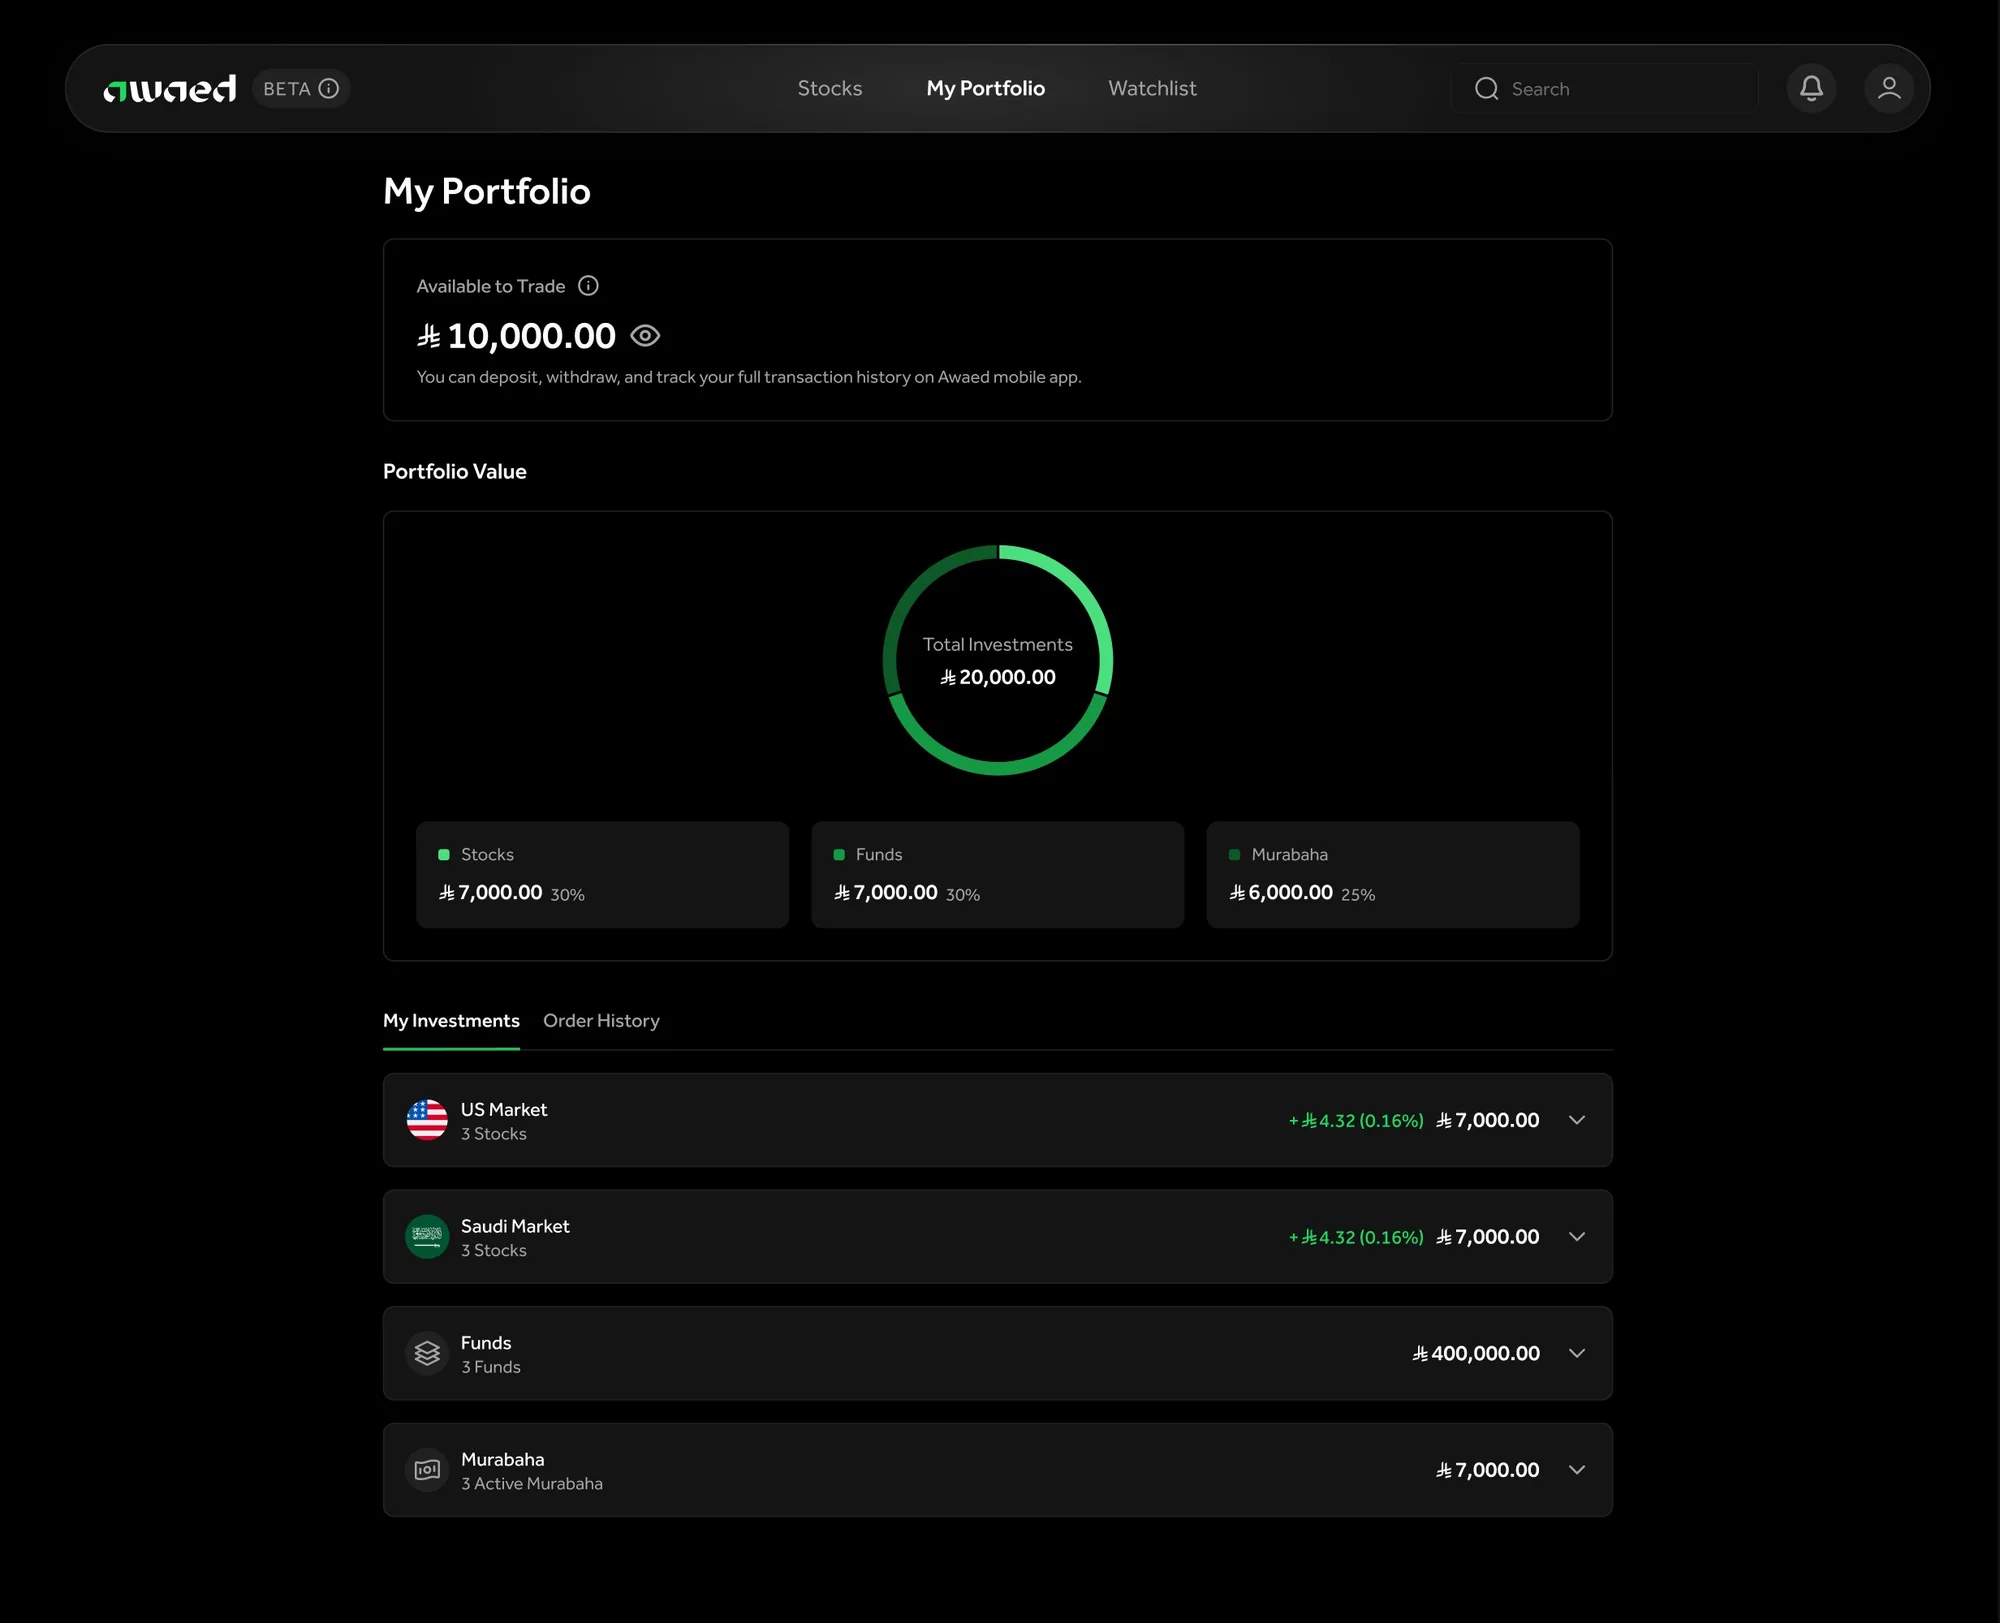 awaed BETA
Stocks My Portfolio Watchlist
Search
My Portfolio
Available to Trade
⃁ 10,000.00
You can deposit, withdraw, and track your full transaction history on Awaed mobile app.
Portfolio Value
Total Investments
⃁ 20,000.00
Stocks
⃁ 7,000.00 30%
Funds
⃁ 7,000.00 30%
Murabaha
⃁ 6,000.00 25%
My Investments Order History
US Market
3 Stocks
+⃁ 4.32 (0.16%) ⃁ 7,000.00
Saudi Market
3 Stocks
+⃁ 4.32 (0.16%) ⃁ 7,000.00
Funds
3 Funds
⃁ 400,000.00
Murabaha
3 Active Murabaha
⃁ 7,000.00